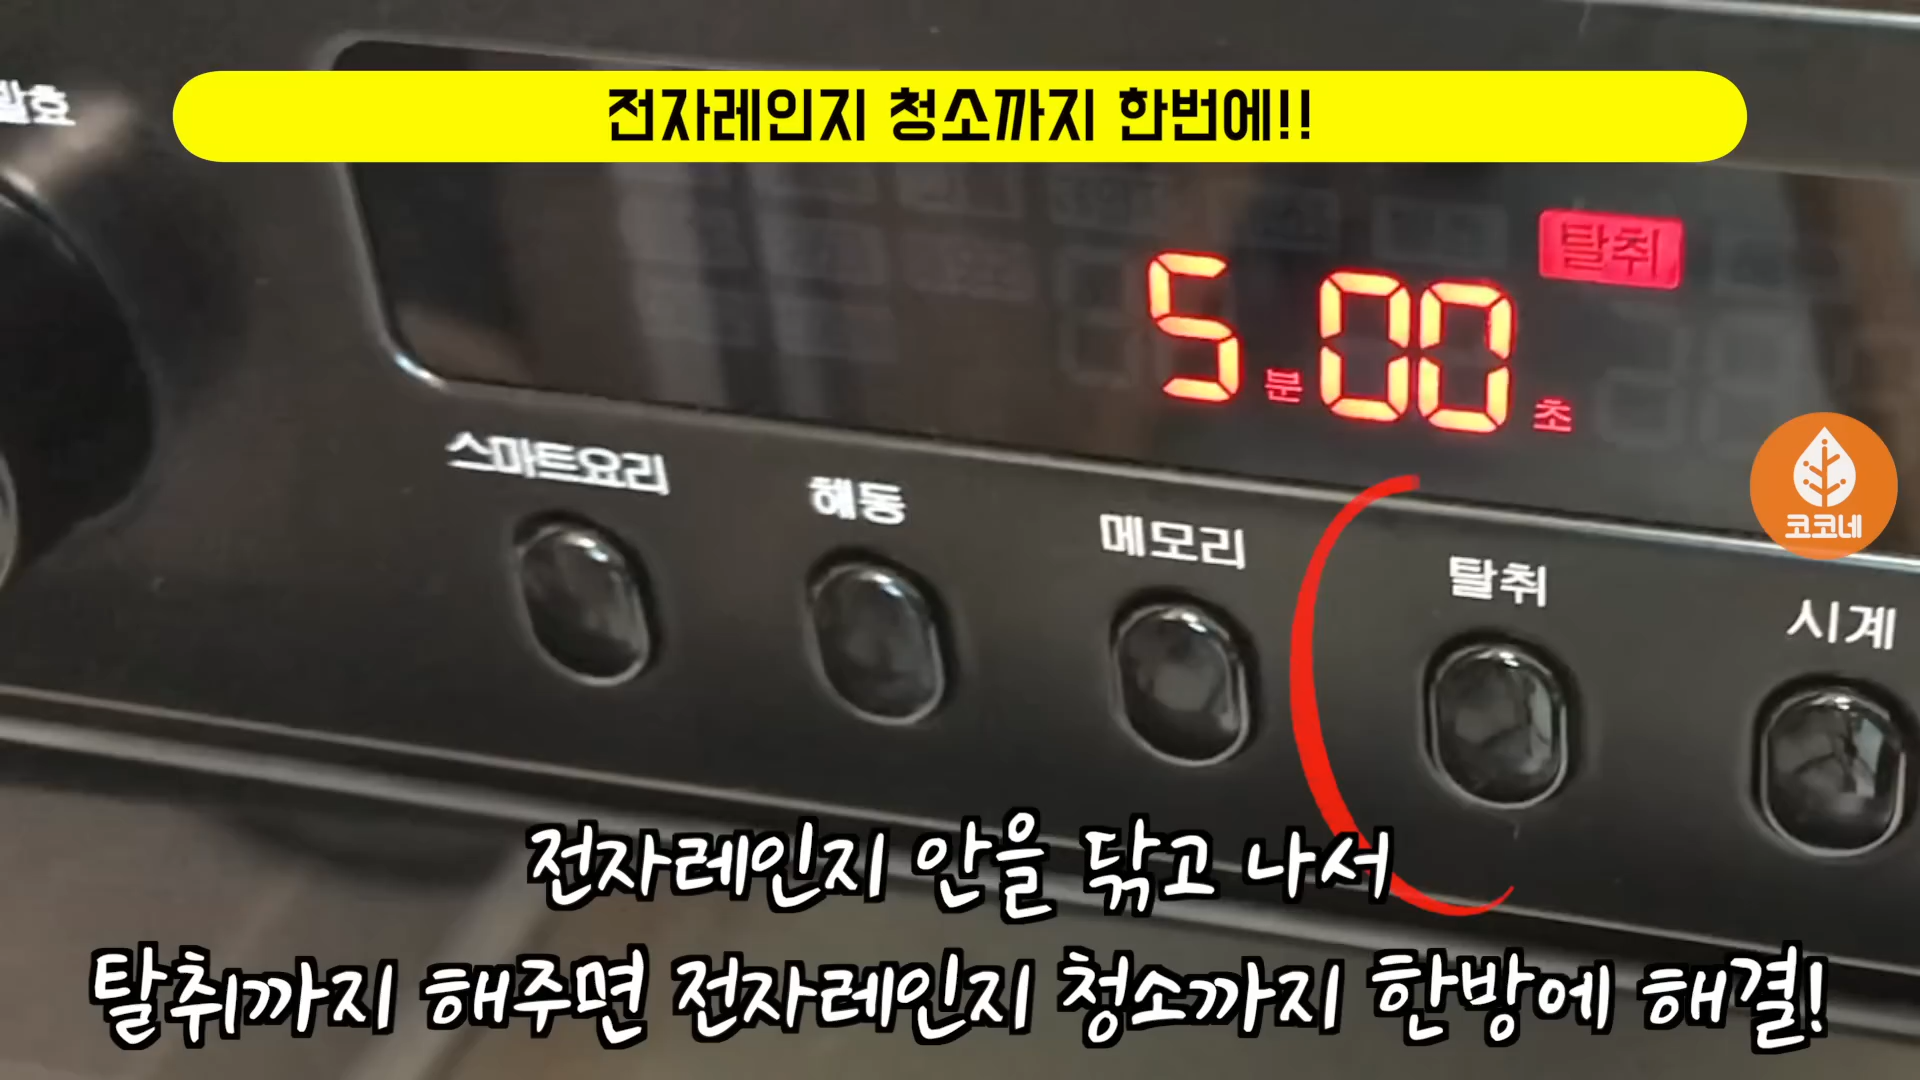 전자레인지 청소까지 한번에!!
발효
탈취
5분 00초
스마트요리
해동
메모리
탈취
시계
코코네
전자레인지 안을 닦고 나서
탈취까지 해주면 전자레인지 청소까지 한방에 해결!